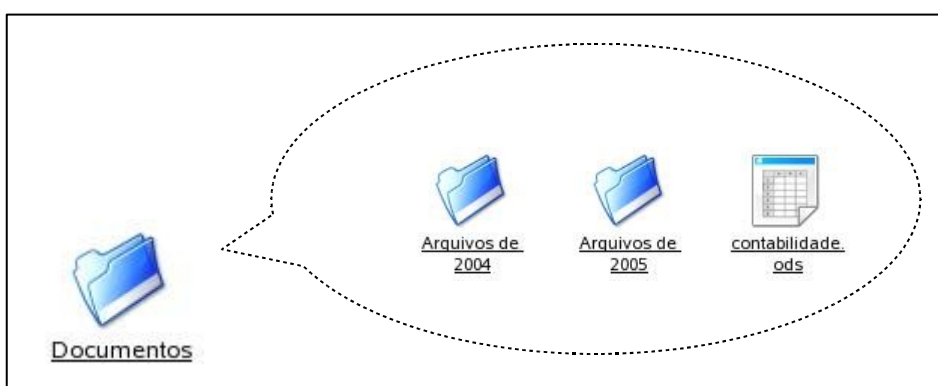 Arquivos de
2004
Arquivos de
2005
contabilidade.
ods
Documentos